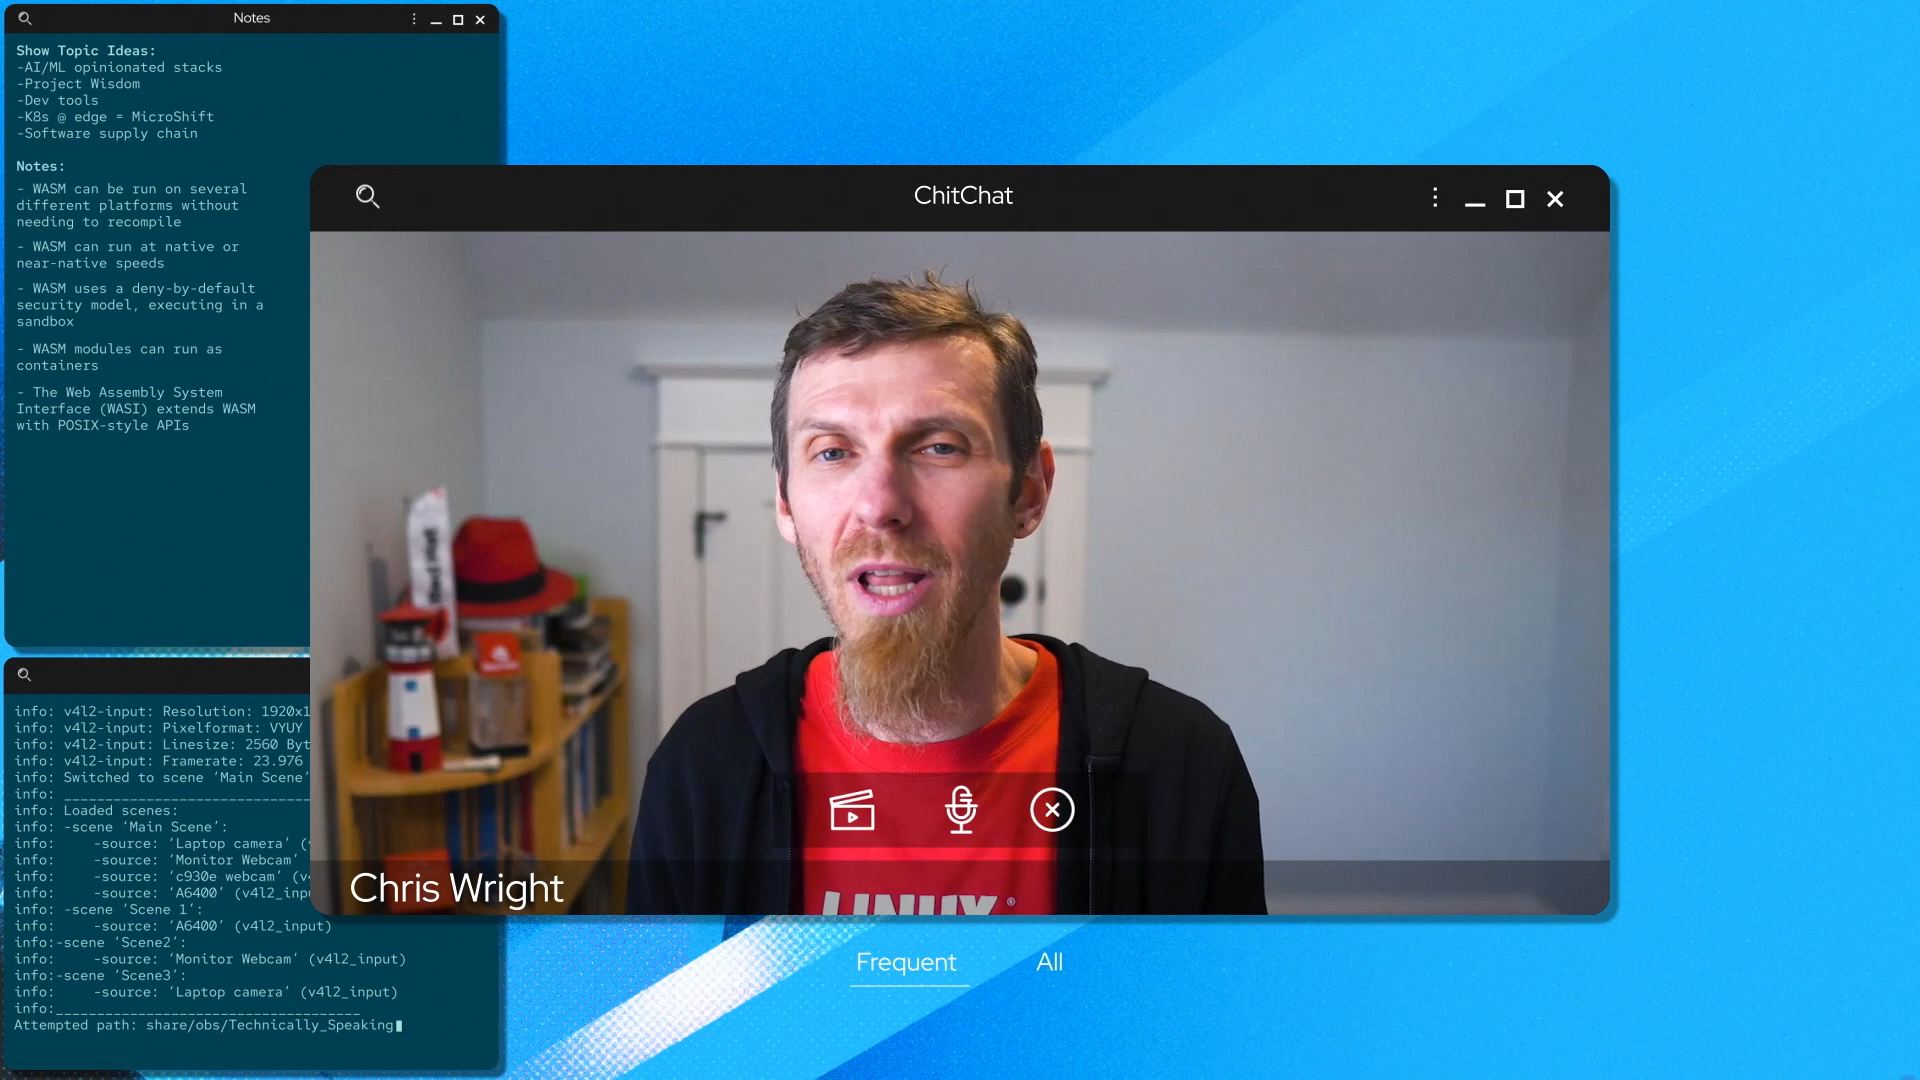 Notes
Show Topic Ideas:
-AI/ML opinionated stacks
-Project Wisdom
-Dev tools
-K8s @ edge = MicroShift
-Software supply chain
Notes:
- WASM can be run on several
different platforms without
needing to recompile
- WASM can run at native or
near-native speeds
- WASM uses a deny-by-default
security model, executing in a
sandbox
- WASM modules can run as
containers
- The Web Assembly System
Interface (WASI) extends WASM
with POSIX-style APIs
ChitChat
Chris Wright
LINUX®
Frequent
All
info: v4l2-input: Resolution: 1920x1
info: v4l2-input: Pixelformat: VYUY
info: v4l2-input: Linesize: 2560 Byt
info: v4l2-input: Framerate: 23.976
info: Switched to scene ‘Main Scene’
info: ______________________________
info: Loaded scenes:
info: -scene ‘Main Scene’:
info: -source: ‘Laptop camera’ (
info: -source: ‘Monitor Webcam’
info: -source: ‘c930e webcam’ (v4
info: -source: ‘A6400’ (v4l2_inp
info: -scene ‘Scene 1’:
info: -source: ‘A6400’ (v4l2_input)
info:-scene ‘Scene2’:
info: -source: ‘Monitor Webcam’ (v4l2_input)
info:-scene ‘Scene3’:
info: -source: ‘Laptop camera’ (v4l2_input)
info:_____________________________________
Attempted path: share/obs/Technically_Speaking